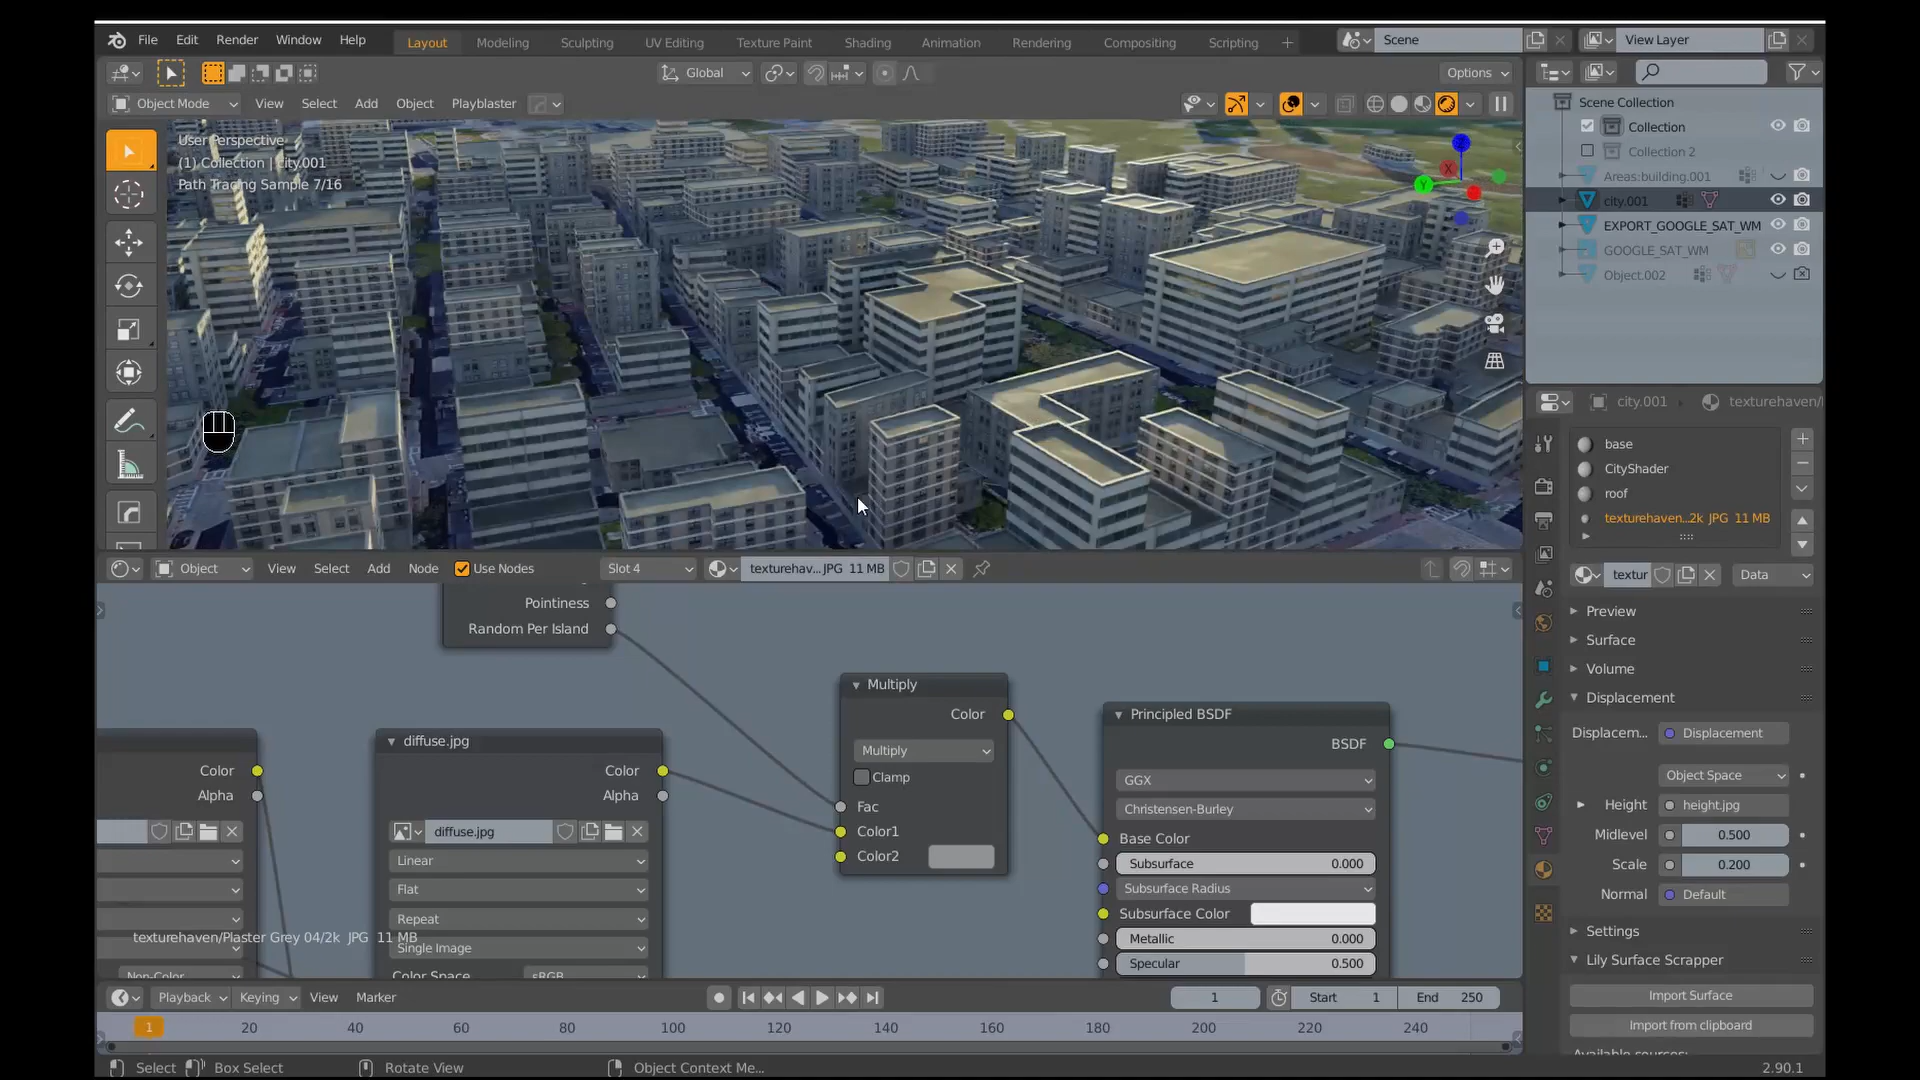 File Edit Render Window Help
Layout Modeling Sculpting UV Editing Texture Paint Shading Animation Rendering Compositing Scripting +
Scene
View Layer
Global
Options
Object Mode View Select Add Object Playblaster
User Perspective
(1) Collection | city.001
Path Tracing Sample 7/16
Z
X
Y
Scene Collection
Collection
Collection 2
Areas:building.001
city.001
EXPORT_GOOGLE_SAT_WM
GOOGLE_SAT_WM
Object.002
city.001
texturehaven/
base
CityShader
roof
texturehaven...2k JPG 11 MB
textur
Data
Preview
Surface
Volume
Displacement
Displacem... Displacement
Object Space
Height height.jpg
Midlevel 0.500
Scale 0.200
Normal Default
Settings
Lily Surface Scrapper
Import Surface
Import from clipboard
Available sources:
Object View Select Add Node Use Nodes Slot 4 texturehav...JPG 11 MB
Pointiness
Random Per Island
Color
Alpha
Non-Color
diffuse.jpg
Color
Alpha
diffuse.jpg
Linear
Flat
Repeat
Single Image
Color Space sRGB
texturehaven/Plaster Grey 04/2k JPG 11 MB
Multiply
Color
Multiply
Clamp
Fac
Color1
Color2
Principled BSDF
BSDF
GGX
Christensen-Burley
Base Color
Subsurface 0.000
Subsurface Radius
Subsurface Color
Metallic 0.000
Specular 0.500
Playback Keying View Marker
1 Start 1 End 250
1 20 40 60 80 100 120 140 160 180 200 220 240
Select Box Select Rotate View Object Context Me...
2.90.1